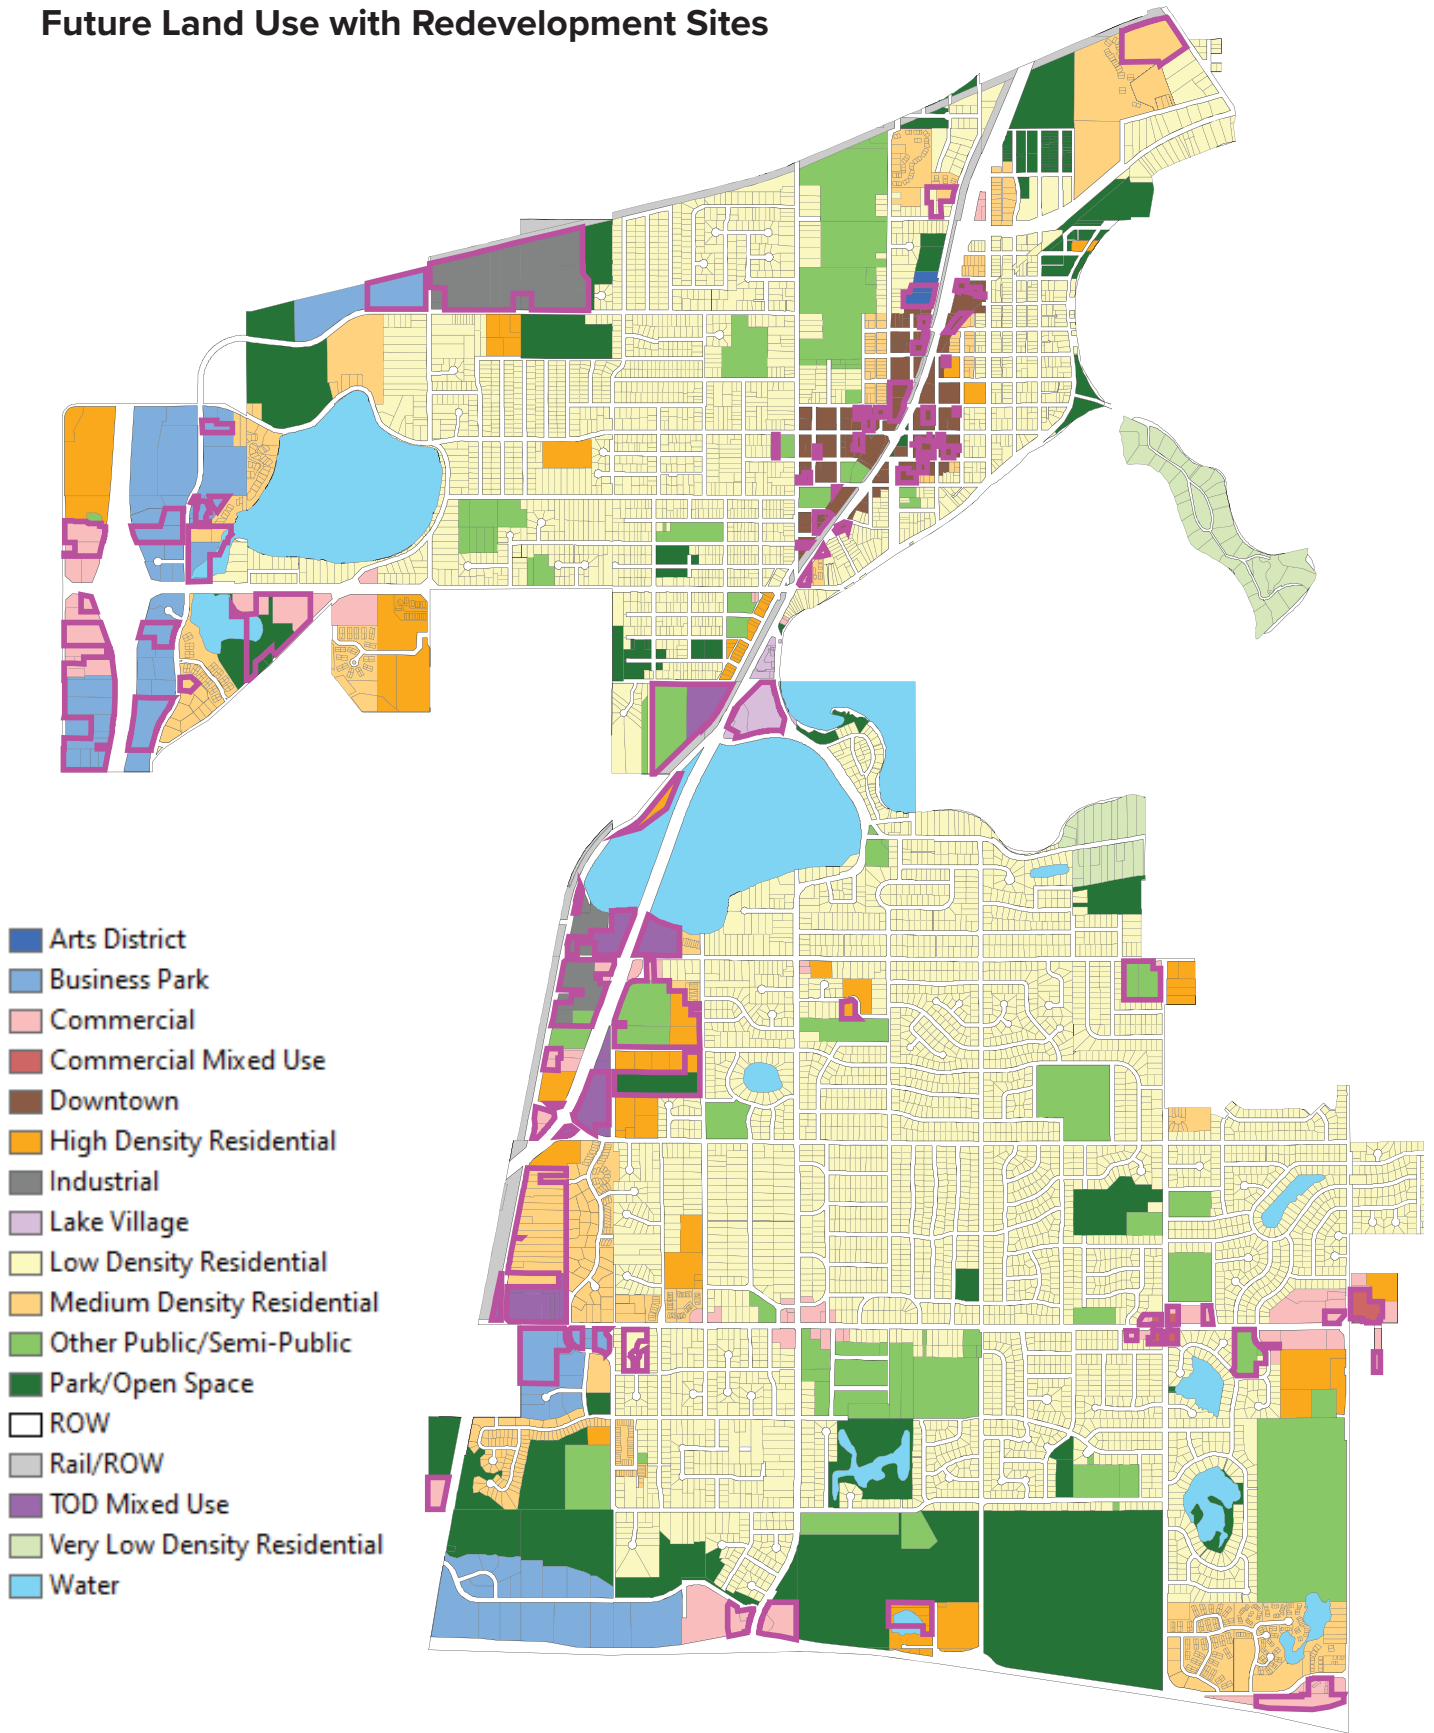 Future Land Use with Redevelopment Sites
Arts District
Business Park
Commercial
Commercial Mixed Use
Downtown
High Density Residential
Industrial
Lake Village
Low Density Residential
Medium Density Residential
Other Public/Semi-Public
Park/Open Space
ROW
Rail/ROW
TOD Mixed Use
Very Low Density Residential
Water